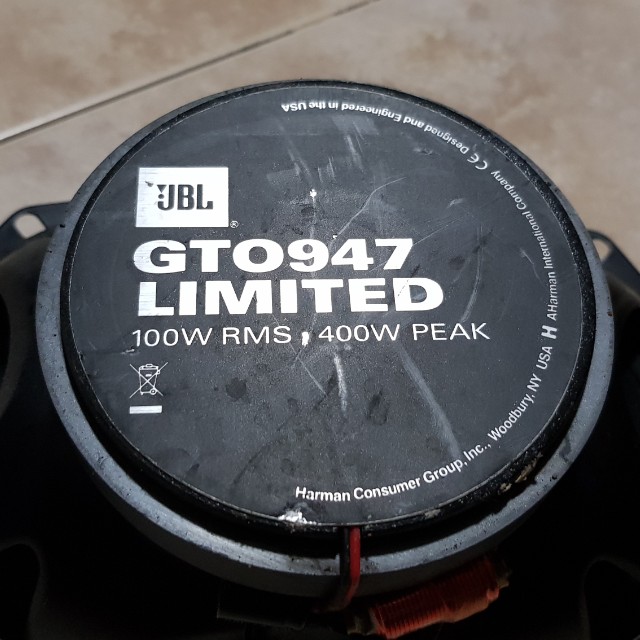 JBL®
GTO947
LIMITED
100W RMS, 400W PEAK
Harman Consumer Group, Inc., Woodbury, NY USA H AHarman International Company CE Designed and Engineered in the USA